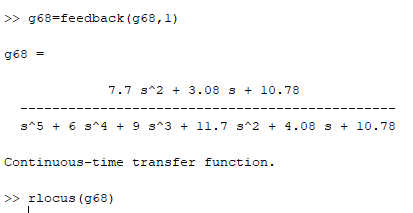 >> g68=feedback(g68,1)
g68 =
7.7 s^2 + 3.08 s + 10.78
-----------------------------------------------
s^5 + 6 s^4 + 9 s^3 + 11.7 s^2 + 4.08 s + 10.78
Continuous-time transfer function.
>> rlocus(g68)